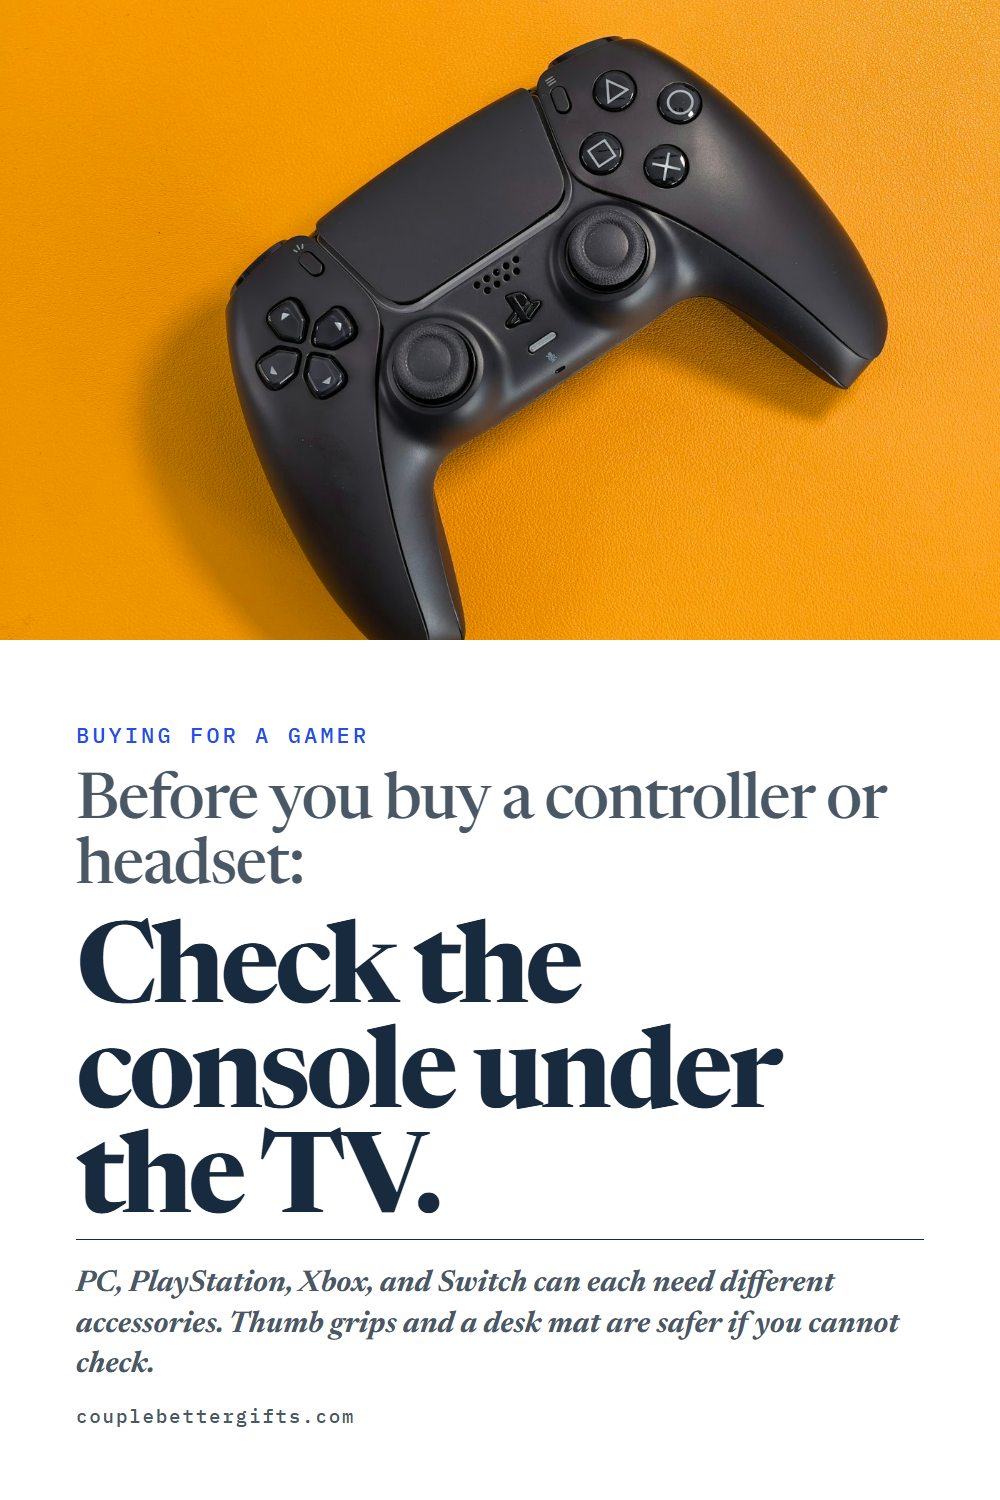 BUYING FOR A GAMER
Before you buy a controller or
headset:
Check the
console under
the TV.
PC, PlayStation, Xbox, and Switch can each need different
accessories. Thumb grips and a desk mat are safer if you cannot
check.
couplebettergifts.com